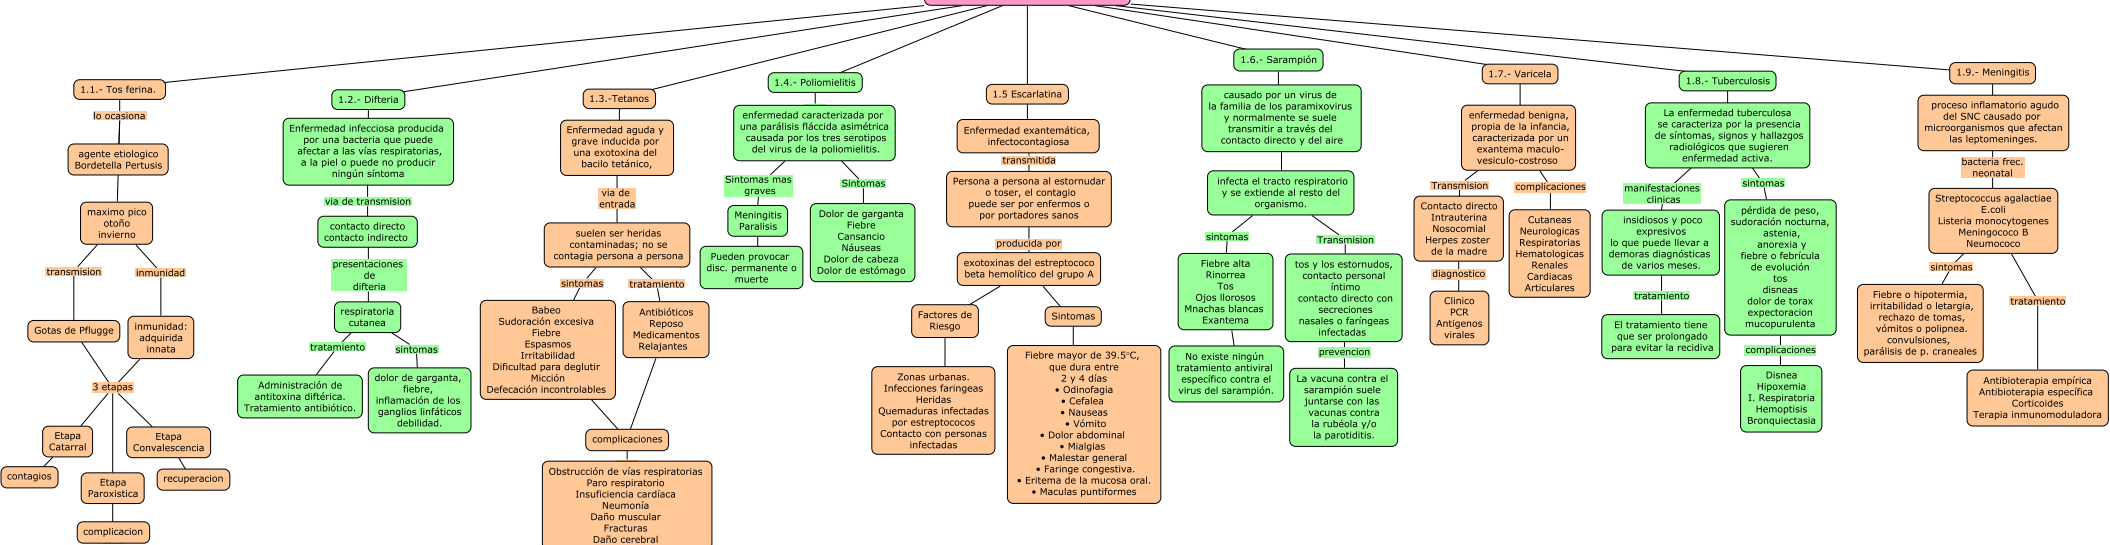 1.1.- Tos ferina.
lo ocasiona
agente etiologico
Bordetella Pertusis
maximo pico
otoño
invierno
transmision
inmunidad
Gotas de Pflugge
inmunidad:
adquirida
innata
3 etapas
Etapa
Catarral
Etapa
Convalescencia
contagios
Etapa
Paroxistica
recuperacion
complicacion
1.2.- Difteria
Enfermedad infecciosa producida
por una bacteria que puede
afectar a las vías respiratorias,
a la piel o puede no producir
ningún síntoma
via de transmision
contacto directo
contacto indirecto
presentaciones
de
difteria
respiratoria
cutanea
tratamiento
sintomas
Administración de
antitoxina diftérica.
Tratamiento antibiótico.
dolor de garganta,
fiebre,
inflamación de los
ganglios linfáticos
debilidad.
1.3.-Tetanos
Enfermedad aguda y
grave inducida por
una exotoxina del
bacilo tetánico,
via de
entrada
suelen ser heridas
contaminadas; no se
contagia persona a persona
sintomas
tratamiento
Babeo
Sudoración excesiva
Fiebre
Espasmos
Irritabilidad
Dificultad para deglutir
Micción
Defecación incontrolables
Antibióticos
Reposo
Medicamentos
Relajantes
complicaciones
Obstrucción de vías respiratorias
Paro respiratorio
Insuficiencia cardíaca
Neumonía
Daño muscular
Fracturas
Daño cerebral
1.4.- Poliomielitis
enfermedad caracterizada por
una parálisis fláccida asimétrica
causada por los tres serotipos
del virus de la poliomielitis.
Sintomas mas
graves
Sintomas
Meningitis
Paralisis
Pueden provocar
disc. permanente o
muerte
Dolor de garganta
Fiebre
Cansancio
Náuseas
Dolor de cabeza
Dolor de estómago
1.5 Escarlatina
Enfermedad exantemática,
infectocontagiosa
transmitida
Persona a persona al estornudar
o toser, el contagio
puede ser por enfermos o
por portadores sanos
producida por
exotoxinas del estreptococo
beta hemolítico del grupo A
Factores de
Riesgo
Sintomas
Zonas urbanas.
Infecciones faringeas
Heridas
Quemaduras infectadas
por estreptococos
Contacto con personas
infectadas
Fiebre mayor de 39.5°C,
que dura entre
2 y 4 días
• Odinofagia
• Cefalea
• Nauseas
• Vómito
• Dolor abdominal
• Mialgias
• Malestar general
• Faringe congestiva.
• Eritema de la mucosa oral.
• Maculas puntiformes
1.6.- Sarampión
causado por un virus de
la familia de los paramixovirus
y normalmente se suele
transmitir a través del
contacto directo y del aire
infecta el tracto respiratorio
y se extiende al resto del
organismo.
sintomas
Transmision
Fiebre alta
Rinorrea
Tos
Ojos llorosos
Mnachas blancas
Exantema
No existe ningún
tratamiento antiviral
específico contra el
virus del sarampión.
tos y los estornudos,
contacto personal
íntimo
contacto directo con
secreciones
nasales o faríngeas
infectadas
prevencion
La vacuna contra el
sarampión suele
juntarse con las
vacunas contra
la rubéola y/o
la parotiditis.
1.7.- Varicela
enfermedad benigna,
propia de la infancia,
caracterizada por un
exantema maculo-
vesiculo-costroso
Transmision
complicaciones
Contacto directo
Intrauterina
Nosocomial
Herpes zoster
de la madre
diagnostico
Clinico
PCR
Antigenos
virales
Cutaneas
Neurologicas
Respiratorias
Hematologicas
Renales
Cardiacas
Articulares
1.8.- Tuberculosis
La enfermedad tuberculosa
se caracteriza por la presencia
de síntomas, signos y hallazgos
radiológicos que sugieren
enfermedad activa.
manifestaciones
clinicas
sintomas
insidiosos y poco
expresivos
lo que puede llevar a
demoras diagnósticas
de varios meses.
tratamiento
El tratamiento tiene
que ser prolongado
para evitar la recidiva
pérdida de peso,
sudoración nocturna,
astenia,
anorexia y
fiebre o febrícula
de evolución
tos
disneas
dolor de torax
expectoracion
mucopurulenta
complicaciones
Disnea
Hipoxemia
I. Respiratoria
Hemoptisis
Bronquiectasia
1.9.- Meningitis
proceso inflamatorio agudo
del SNC causado por
microorganismos que afectan
las leptomeninges.
bacteria frec.
neonatal
Streptococcus agalactiae
E.coli
Listeria monocytogenes
Meningococo B
Neumococo
sintomas
tratamiento
Fiebre o hipotermia,
irritabilidad o letargia,
rechazo de tomas,
vómitos o polipnea.
convulsiones,
parálisis de p. craneales
Antibioterapia empírica
Antibioterapia específica
Corticoides
Terapia inmunomoduladora